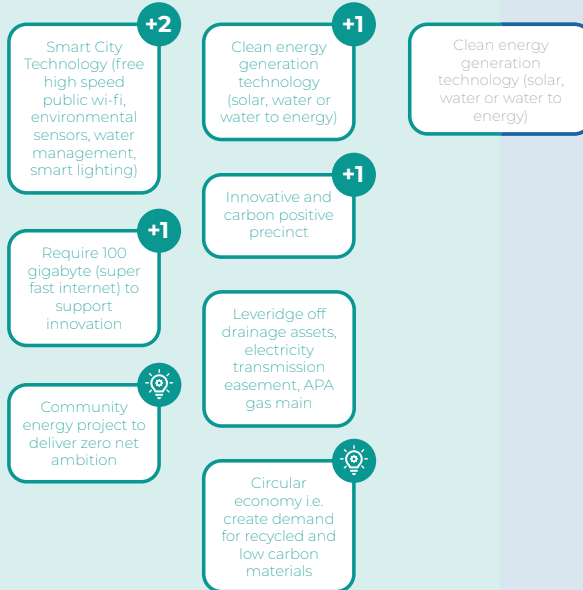 +2
Smart City
Technology (free
high speed
public wi-fi,
environmental
sensors, water
management,
smart lighting)
+1
Require 100
gigabyte (super
fast internet) to
support
innovation
Community
energy project to
deliver zero net
ambition
+1
Clean energy
generation
technology
(solar, water or
water to energy)
+1
Innovative and
carbon positive
precinct
Leveridge off
drainage assets,
electricity
transmission
easement, APA
gas main
Circular
economy i.e.
create demand
for recycled and
low carbon
materials
Clean energy
generation
technology (solar,
water or water to
energy)